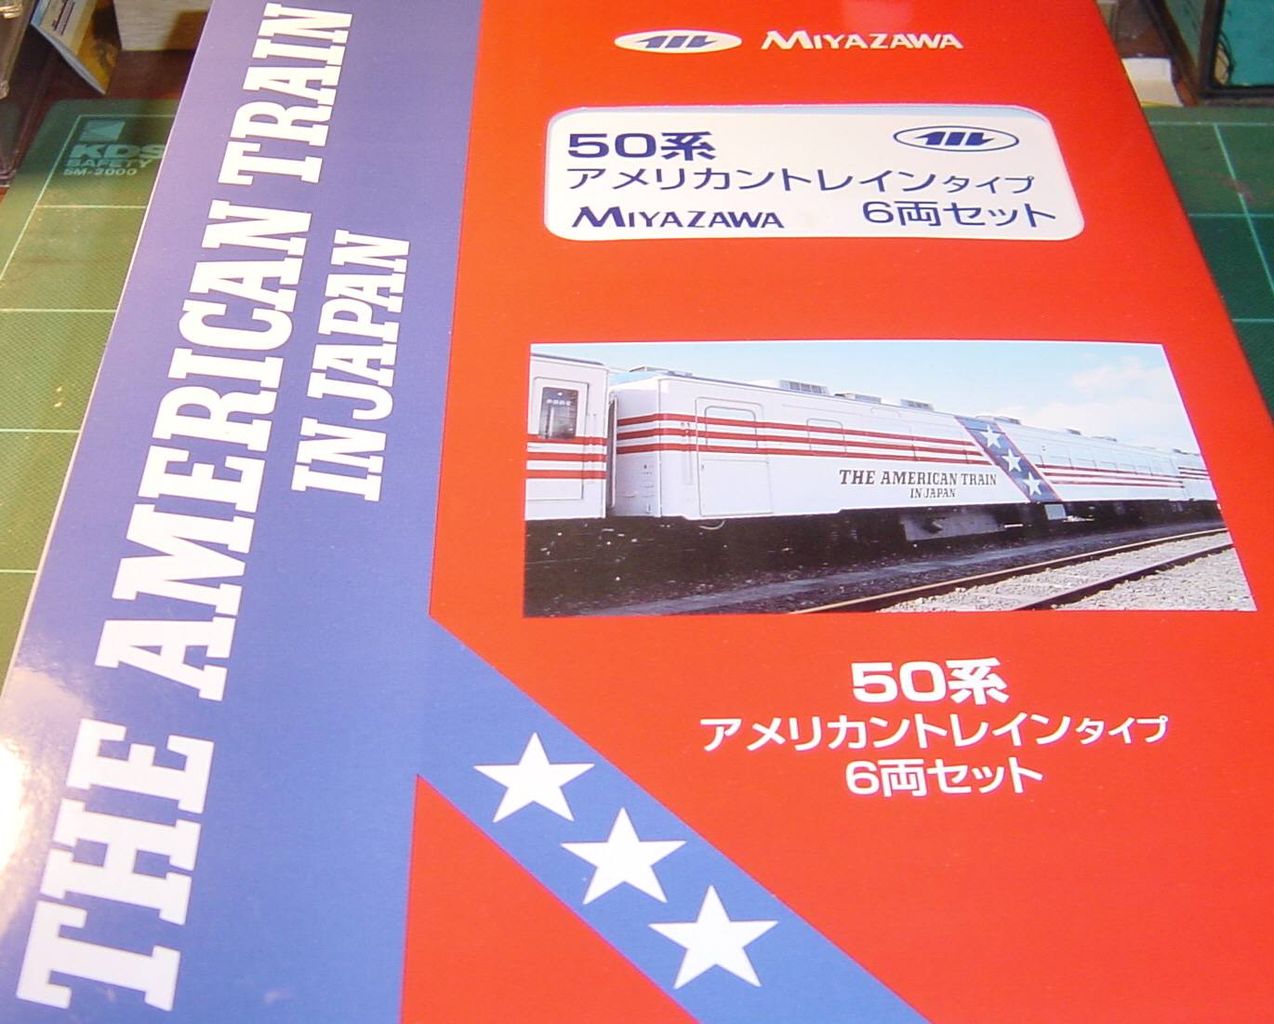 THE AMERICAN TRAIN
IN JAPAN
MIYAZAWA
50系
アメリカントレインタイプ
MIYAZAWA 6両セット
THE AMERICAN TRAIN
IN JAPAN
50系
アメリカントレインタイプ
6両セット
KDS
SAFETY
SM-2000